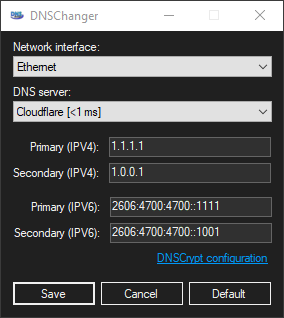 DNSChanger
Network interface:
Ethernet
DNS server:
Cloudflare [<1 ms]
Primary (IPV4): 1.1.1.1
Secondary (IPV4): 1.0.0.1
Primary (IPV6): 2606:4700:4700::1111
Secondary (IPV6): 2606:4700:4700::1001
DNSCrypt configuration
Save Cancel Default